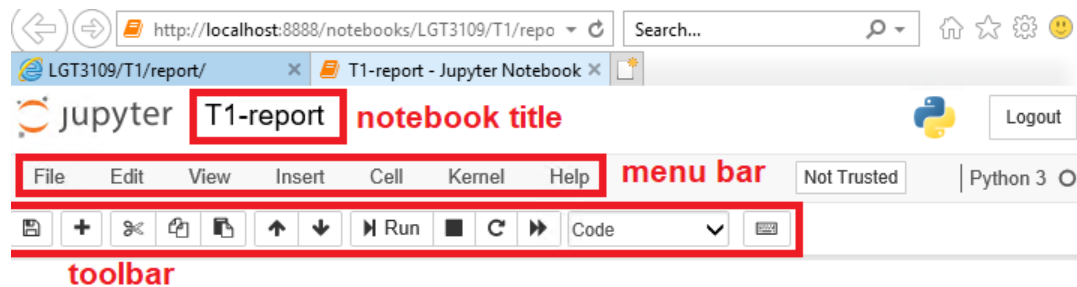 http://localhost:8888/notebooks/LGT3109/T1/repo Search...
LGT3109/T1/report/ T1-report - Jupyter Notebook
jupyter T1-report notebook title Logout
File Edit View Insert Cell Kernel Help menu bar Not Trusted Python 3
Run Code
toolbar